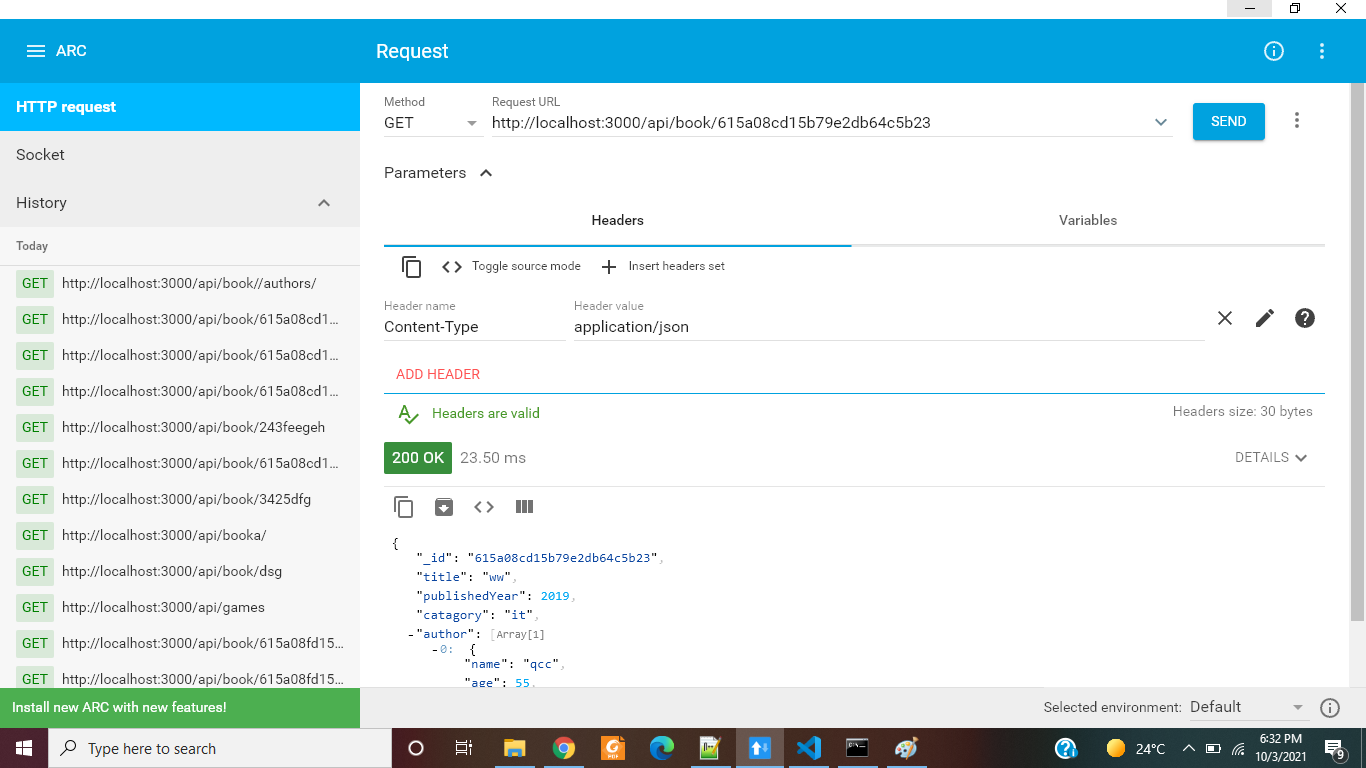 ARC
Request
HTTP request
Socket
History
Today
GET http://localhost:3000/api/book//authors/
GET http://localhost:3000/api/book/615a08cd1...
GET http://localhost:3000/api/book/615a08cd1...
GET http://localhost:3000/api/book/615a08cd1...
GET http://localhost:3000/api/book/243feegeh
GET http://localhost:3000/api/book/615a08cd1...
GET http://localhost:3000/api/book/3425dfg
GET http://localhost:3000/api/booka/
GET http://localhost:3000/api/book/dsg
GET http://localhost:3000/api/games
GET http://localhost:3000/api/book/615a08fd15...
GET http://localhost:3000/api/book/615a08fd15...
Install new ARC with new features!
Method Request URL
GET http://localhost:3000/api/book/615a08cd15b79e2db64c5b23
SEND
Parameters
Headers Variables
Toggle source mode Insert headers set
Header name Header value
Content-Type application/json
ADD HEADER
Headers are valid Headers size: 30 bytes
200 OK 23.50 ms DETAILS
{
"_id": "615a08cd15b79e2db64c5b23",
"title": "ww",
"publishedYear": 2019,
"catagory": "it",
-"author": [Array[1]
-0: {
"name": "qcc",
"age": 55,
Selected environment: Default
Type here to search
24°C
6:32 PM
10/3/2021
9